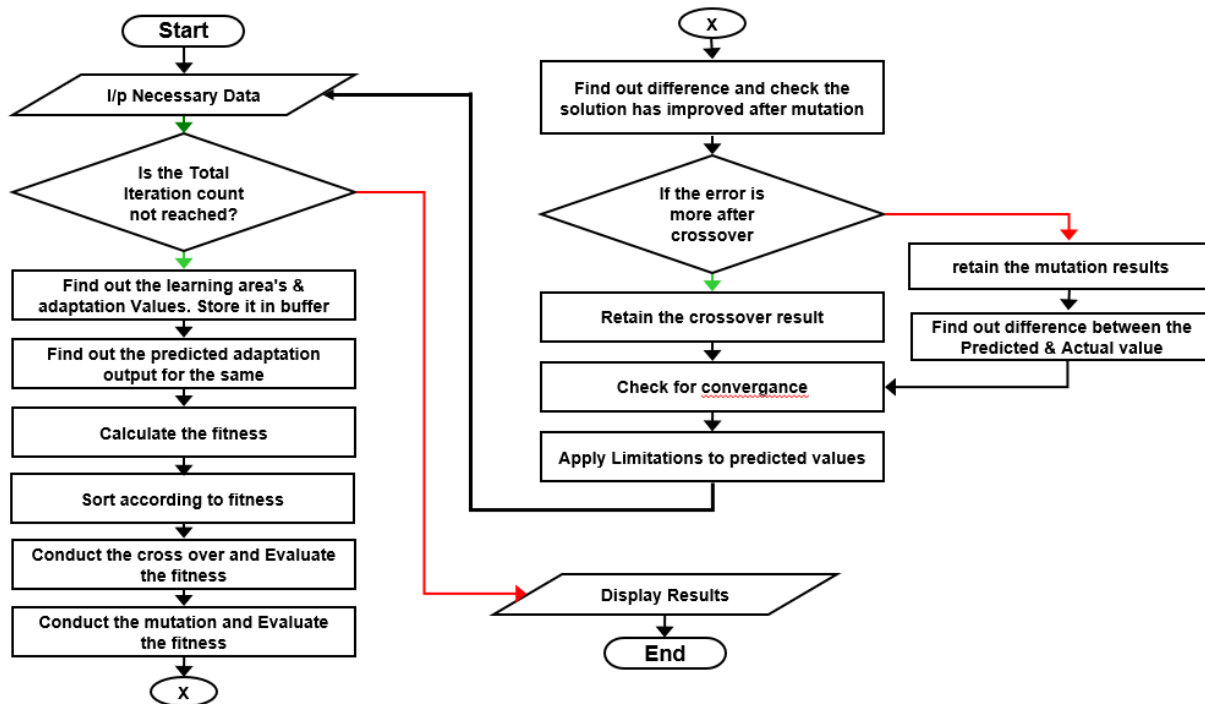 Start
I/p Necessary Data
Is the Total
Iteration count
not reached?
Find out the learning area's &
adaptation Values. Store it in buffer
Find out the predicted adaptation
output for the same
Calculate the fitness
Sort according to fitness
Conduct the cross over and Evaluate
the fitness
Conduct the mutation and Evaluate
the fitness
X
X
Find out difference and check the
solution has improved after mutation
If the error is
more after
crossover
retain the mutation results
Find out difference between the
Predicted & Actual value
Retain the crossover result
Check for convergance
Apply Limitations to predicted values
Display Results
End